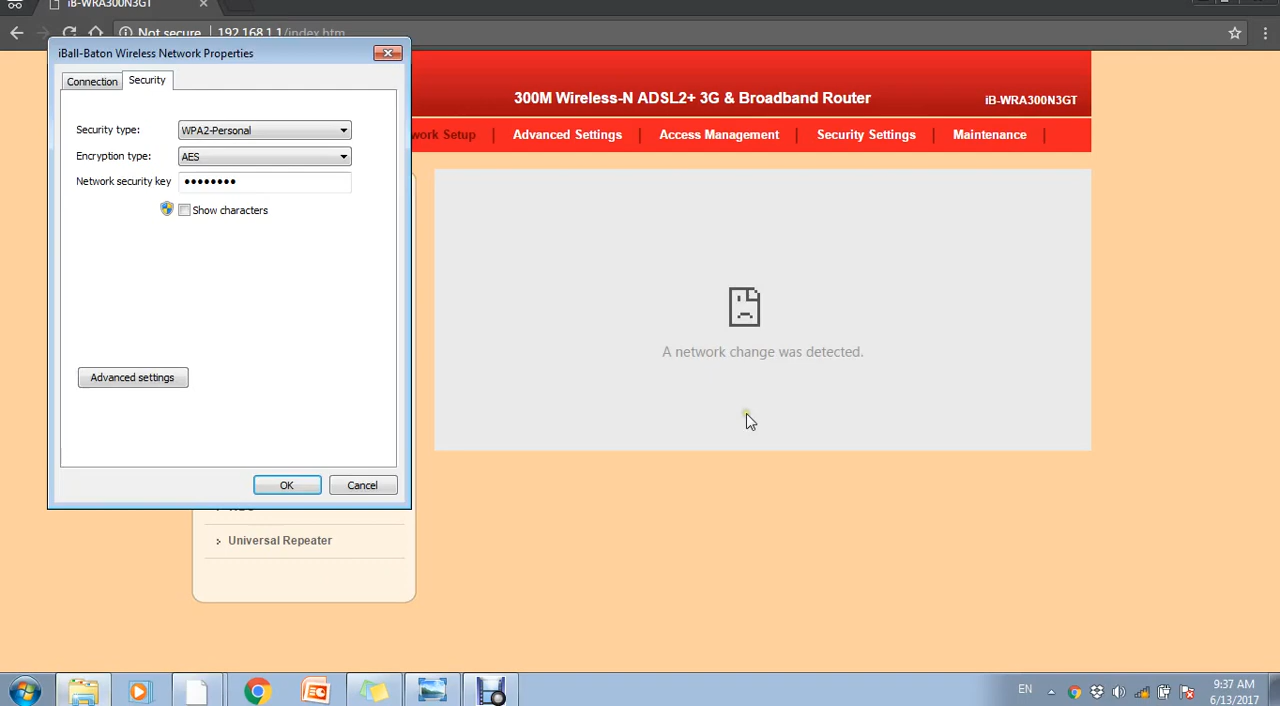 iB-WRA300N3GT
Not secure 192.168.1.1/index.htm
iBall-Baton Wireless Network Properties
Connection
Security
Security type:
WPA2-Personal
Encryption type:
AES
Network security key
••••••••
Show characters
Advanced settings
OK
Cancel
300M Wireless-N ADSL2+ 3G & Broadband Router
iB-WRA300N3GT
work Setup
Advanced Settings
Access Management
Security Settings
Maintenance
A network change was detected.
Universal Repeater
EN
9:37 AM
6/13/2017